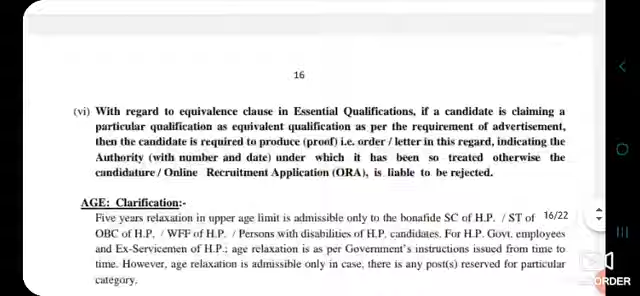 16
(vi) With regard to equivalence clause in Essential Qualifications, if a candidate is claiming a
particular qualification as equivalent qualification as per the requirement of advertisement,
then the candidate is required to produce (proof) i.e. order / letter in this regard, indicating the
Authority (with number and date) under which it has been so treated otherwise the
candidature / Online Recruitment Application (ORA), is liable to be rejected.
AGE: Clarification:-
Five years relaxation in upper age limit is admissible only to the bonafide SC of H.P. / ST of 16/22
OBC of H.P. / WFF of H.P. / Persons with disabilities of H.P. candidates. For H.P. Govt. employees
and Ex-Servicemen of H.P.; age relaxation is as per Government's instructions issued from time to
time. However, age relaxation is admissible only in case, there is any post(s) reserved for particular
category.
ORDER